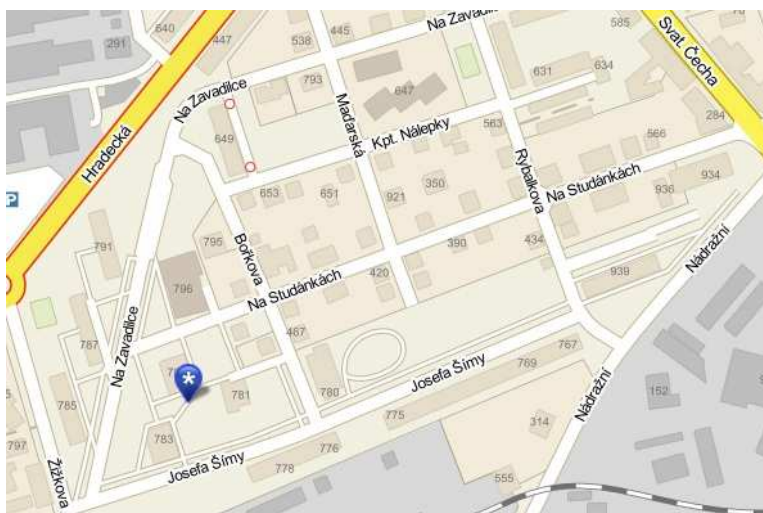 640
447
538
445
585
78
291
Na Zavadilce
Svat. Čecha
Na Zavadilce
793
647
631
634
Maďarská
Hradecká
649
Kpt. Nálepky
563
566
284
Rybalkova
653
651
921
350
Na Studánkách
936
934
P
791
795
Bořkova
390
434
Nádražní
796
Na Studánkách
420
939
787
Na Zavadilce
467
767
769
Josefa Šímy
785
781
780
775
152
Nádražní
797
783
314
776
Žižkova
Josefa Šímy
778
555